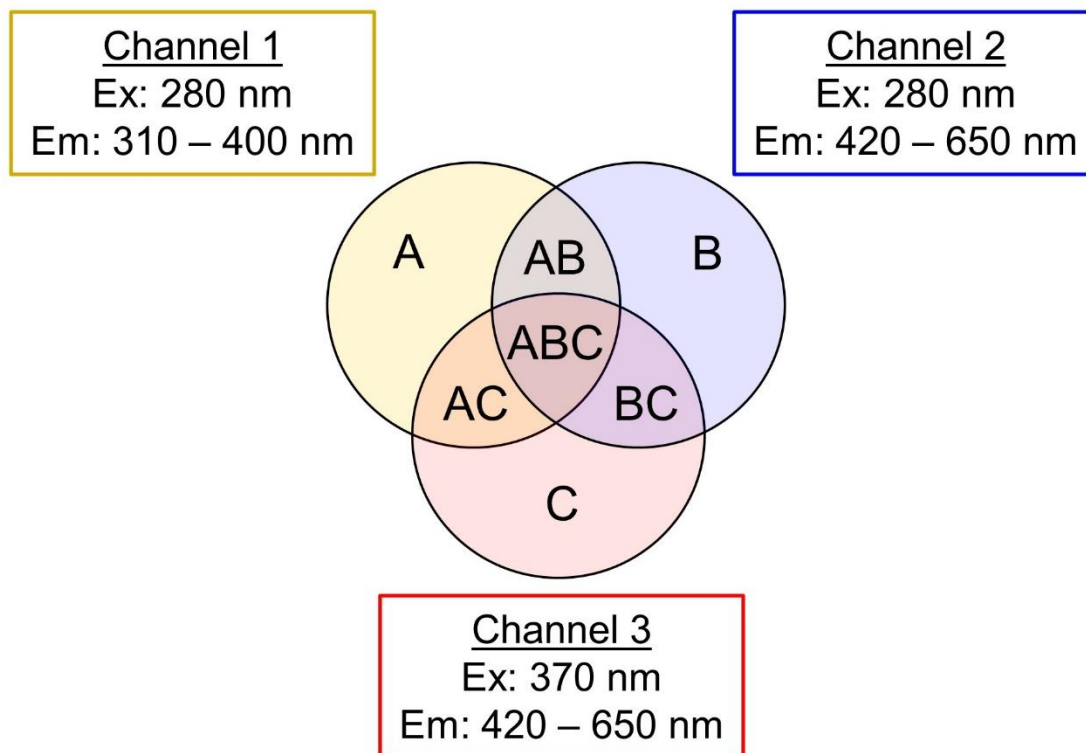 Channel 1
Ex: 280 nm
Em: 310 – 400 nm
Channel 2
Ex: 280 nm
Em: 420 – 650 nm
A
AB
B
ABC
AC
BC
C
Channel 3
Ex: 370 nm
Em: 420 – 650 nm